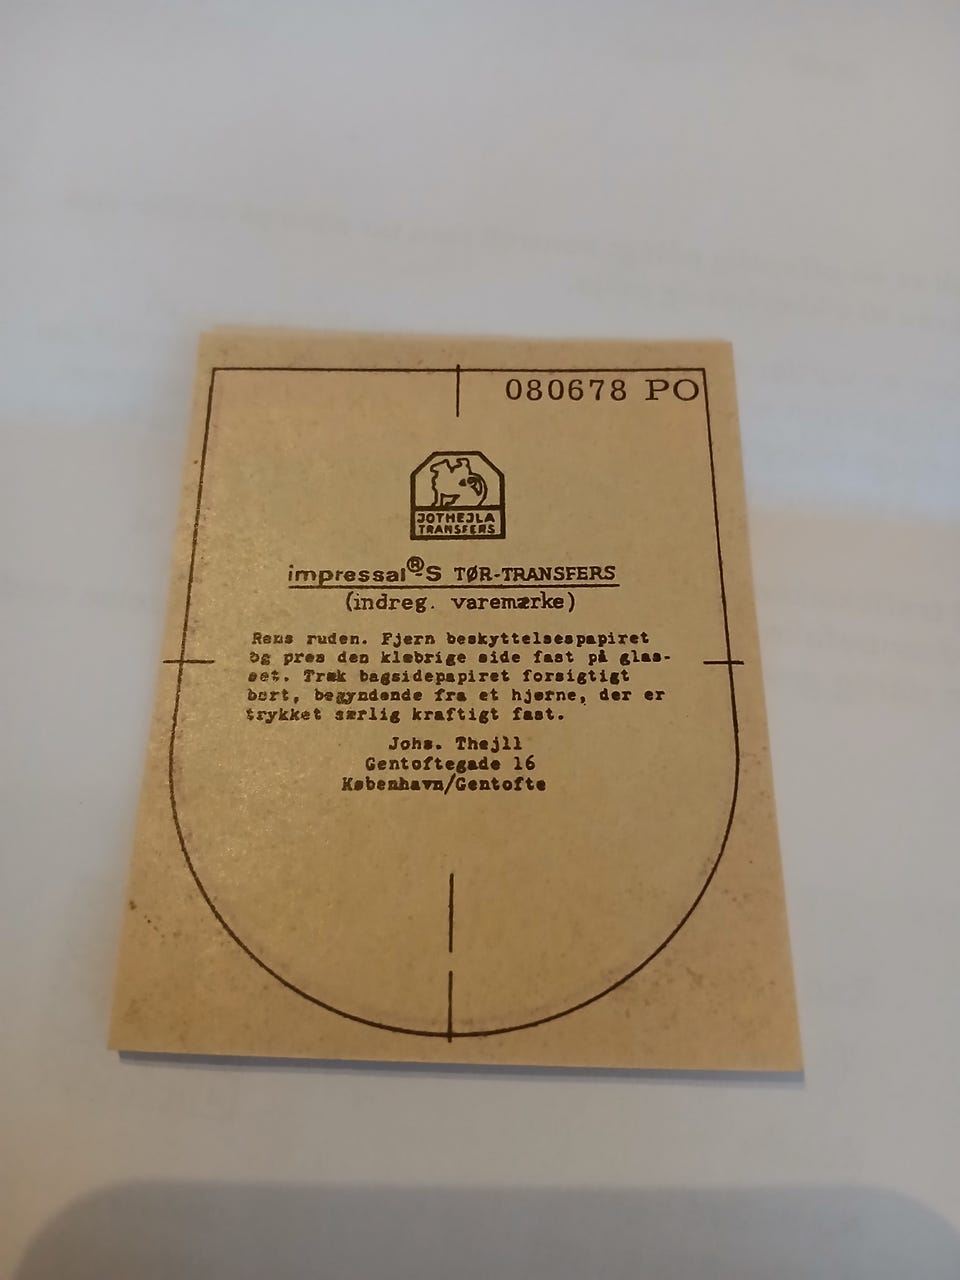 080678 PO
JOTHEJLA
TRANSFERS
impressal®-S TØR-TRANSFERS
(indreg. varemærke)
Rens ruden. Fjern beskyttelsespapiret
og pres den klæbrige side fast på glas-
set. Træk bagsidepapiret forsigtigt
bort, begyndende fra et hjørne, der er
trykket særlig kraftigt fast.
Johs. Thejll
Gentoftegade 16
København/Gentofte